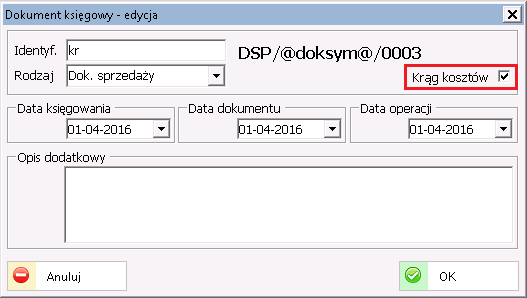 Dokument księgowy - edycja
Identyf. kr DSP/@doksym@/0003
Rodzaj Dok. sprzedaży Krąg kosztów
Data księgowania Data dokumentu Data operacji
01-04-2016 01-04-2016 01-04-2016
Opis dodatkowy
Anuluj OK